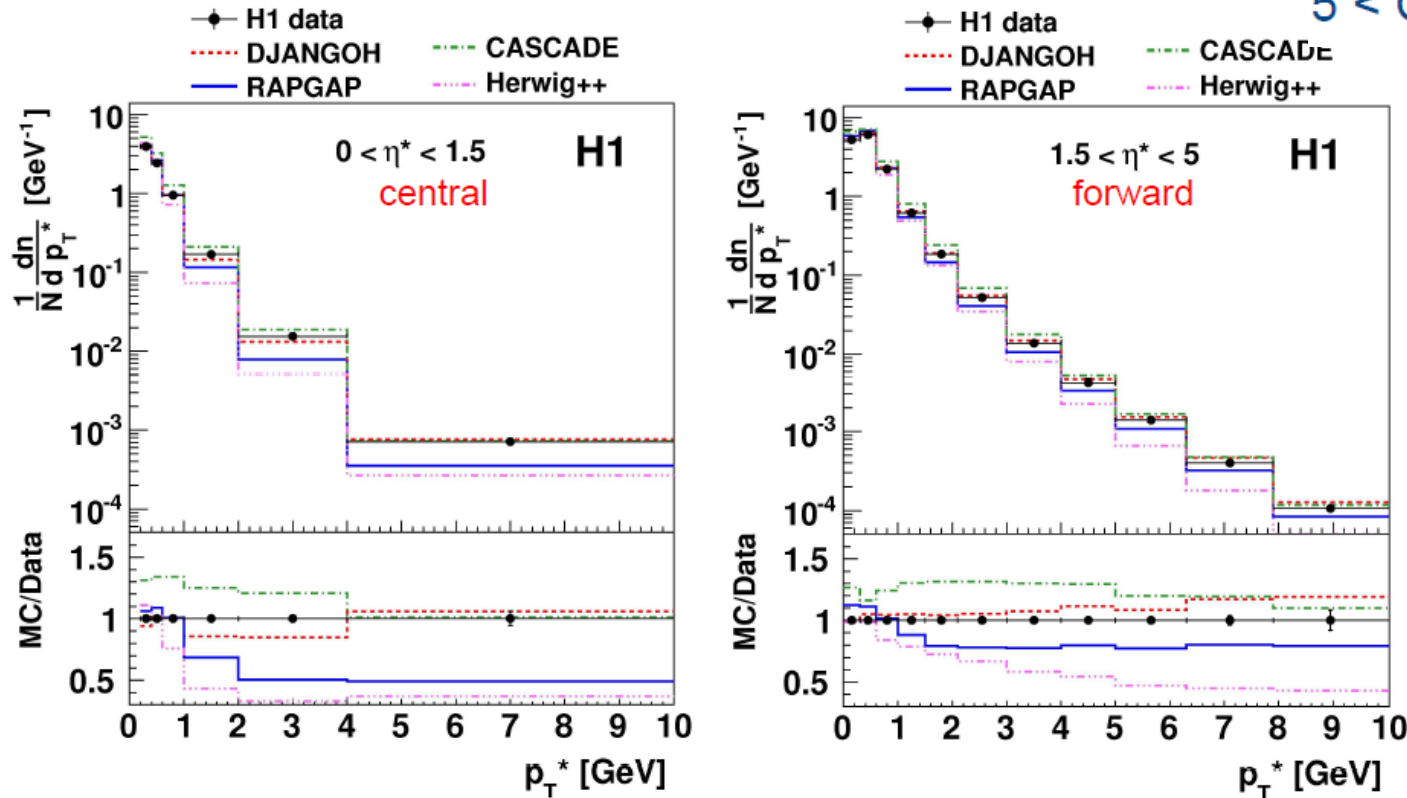 H1 data
DJANGOH
CASCADE
RAPGAP
Herwig++
1/N dn/d p_T* [GeV⁻¹]
0 < η* < 1.5
central
H1
10
1
10⁻¹
10⁻²
10⁻³
10⁻⁴
MC/Data
1.5
1
0.5
0 1 2 3 4 5 6 7 8 9 10
p_T* [GeV]
5 <
H1 data
DJANGOH
CASCADE
RAPGAP
Herwig++
1/N dn/d p_T* [GeV⁻¹]
1.5 < η* < 5
forward
H1
10
1
10⁻¹
10⁻²
10⁻³
10⁻⁴
MC/Data
1.5
1
0.5
0 1 2 3 4 5 6 7 8 9 10
p_T* [GeV]